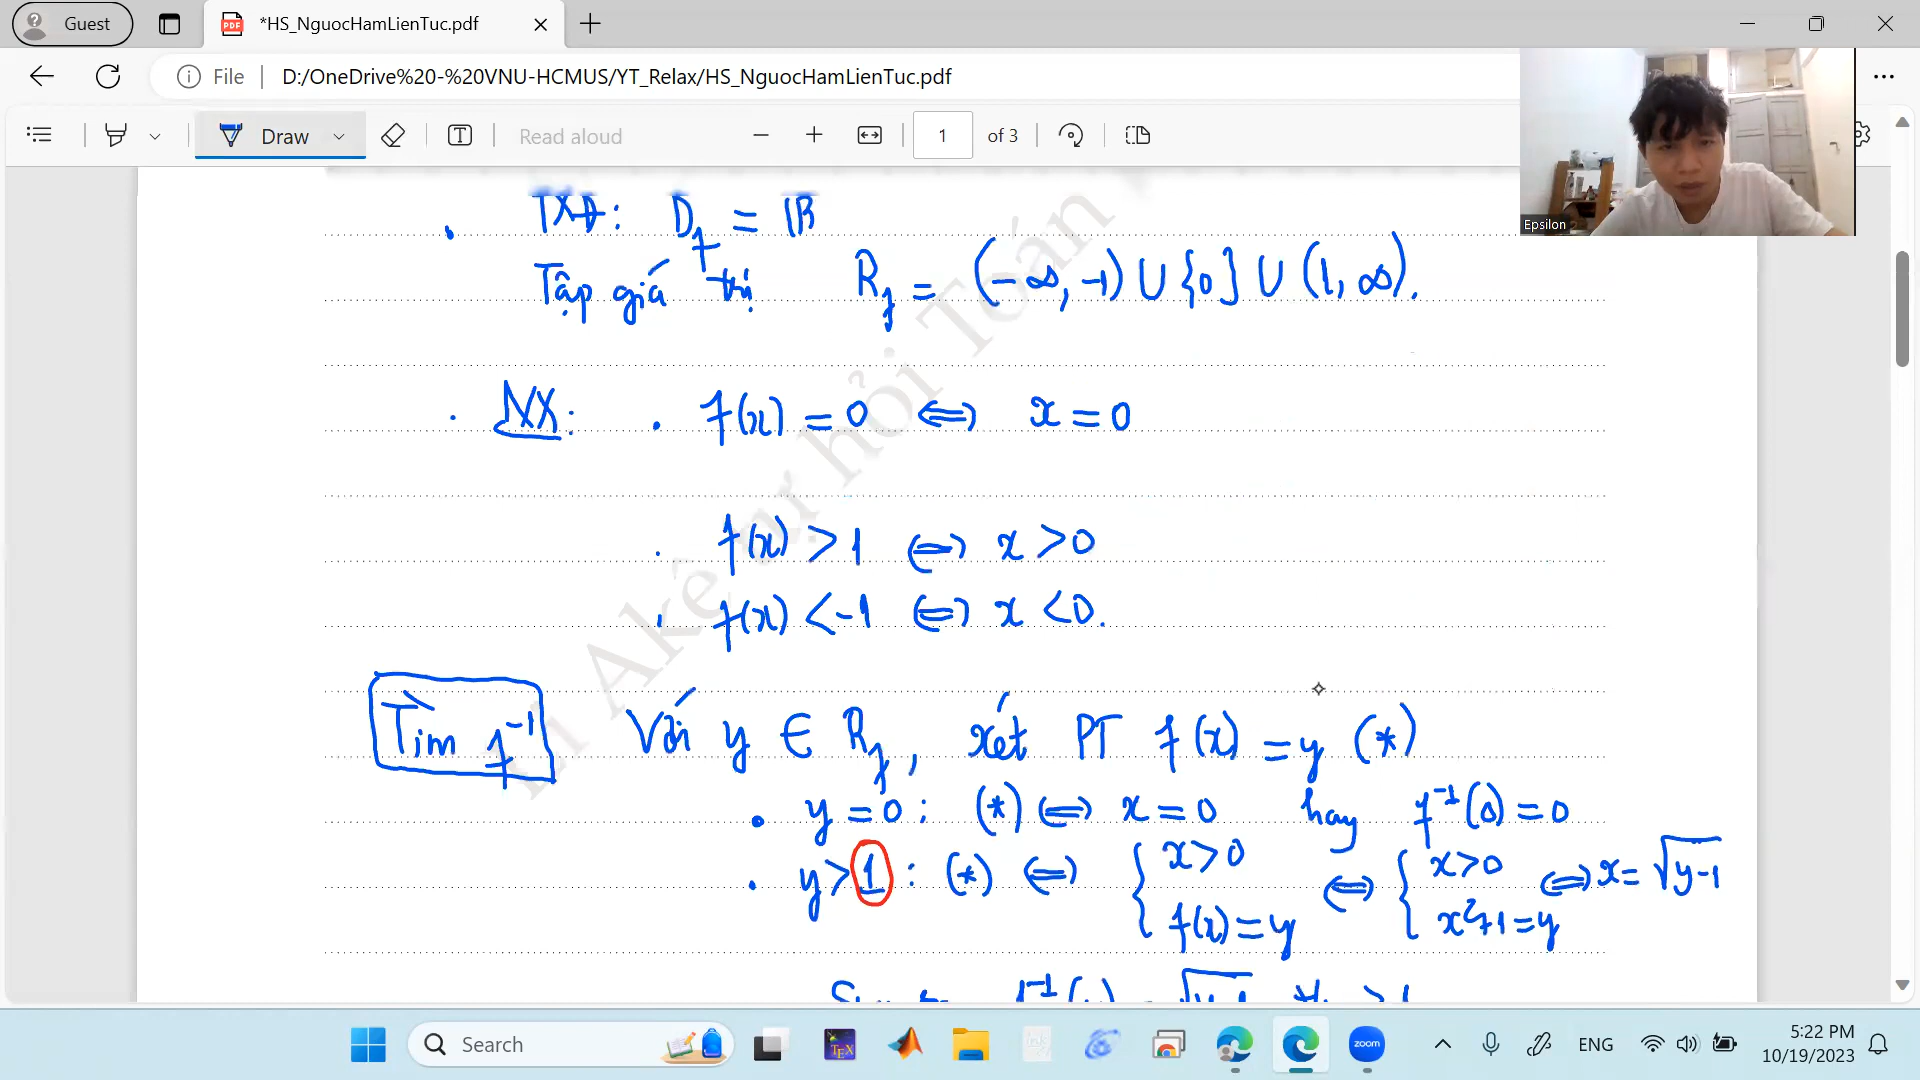 Guest
*HS_NguocHamLienTuc.pdf
File
D:/OneDrive%20-%20VNU-HCMUS/YT_Relax/HS_NguocHamLienTuc.pdf
Draw
Read aloud
1 of 3
Epsilon
TXĐ: D_f = ℝ
Tập giá trị R_f = (-∞, -1) ∪ {0} ∪ (1, ∞).
NX: . f(x) = 0 ⟺ x = 0
. f(x) > 1 ⟺ x > 0
. f(x) < -1 ⟺ x < 0.
Tìm f⁻¹ Với y ∈ R_f, xét PT f(x) = y (*)
. y = 0 : (*) ⟺ x = 0 hay f⁻¹(0) = 0
. y > 1 : (*) ⟺ { x > 0 f(x) = y ⟺ { x > 0 x² + 1 = y ⟺ x = √(y-1)
Search
ENG
5:22 PM
10/19/2023
zoom
PDF
TEX